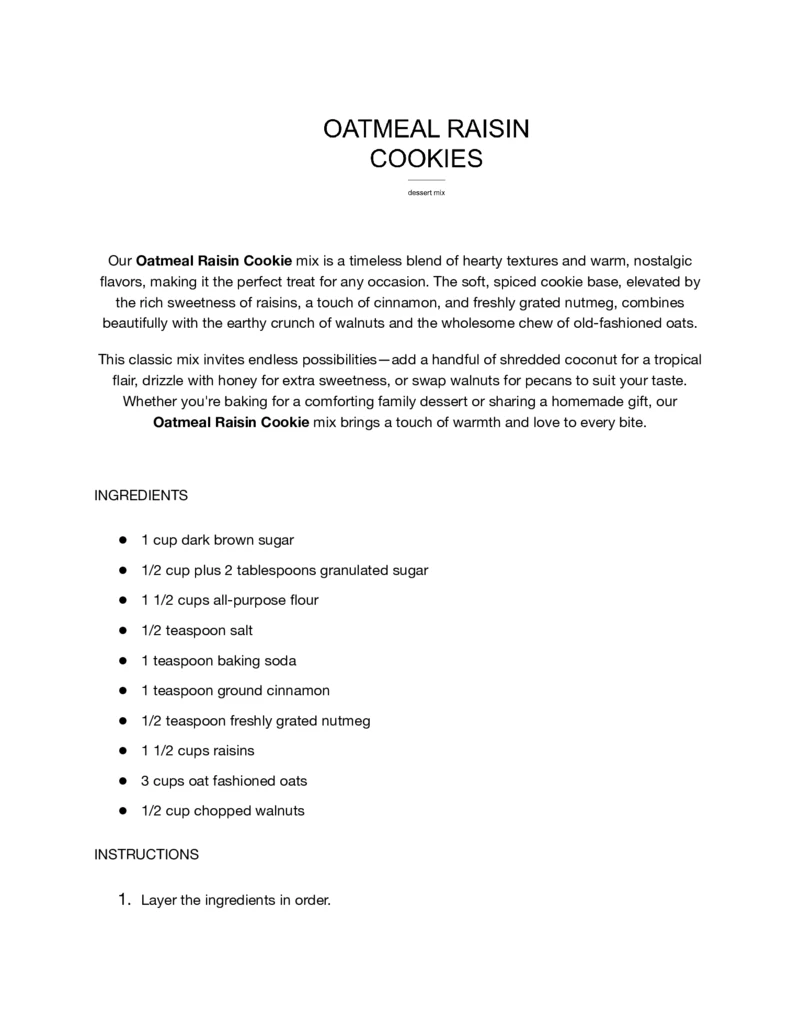 OATMEAL RAISIN
COOKIES
dessert mix
Our Oatmeal Raisin Cookie mix is a timeless blend of hearty textures and warm, nostalgic
flavors, making it the perfect treat for any occasion. The soft, spiced cookie base, elevated by
the rich sweetness of raisins, a touch of cinnamon, and freshly grated nutmeg, combines
beautifully with the earthy crunch of walnuts and the wholesome chew of old-fashioned oats.
This classic mix invites endless possibilities—add a handful of shredded coconut for a tropical
flair, drizzle with honey for extra sweetness, or swap walnuts for pecans to suit your taste.
Whether you're baking for a comforting family dessert or sharing a homemade gift, our
Oatmeal Raisin Cookie mix brings a touch of warmth and love to every bite.
INGREDIENTS
● 1 cup dark brown sugar
● 1/2 cup plus 2 tablespoons granulated sugar
● 1 1/2 cups all-purpose flour
● 1/2 teaspoon salt
● 1 teaspoon baking soda
● 1 teaspoon ground cinnamon
● 1/2 teaspoon freshly grated nutmeg
● 1 1/2 cups raisins
● 3 cups oat fashioned oats
● 1/2 cup chopped walnuts
INSTRUCTIONS
1. Layer the ingredients in order.